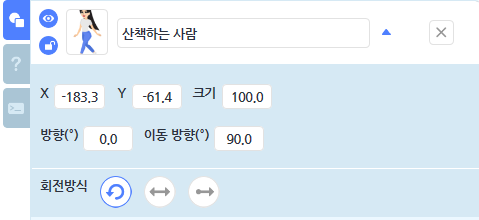 산책하는 사람
X -183.3 Y -61.4 크기 100.0
방향(°) 0.0 이동 방향(°) 90.0
회전방식